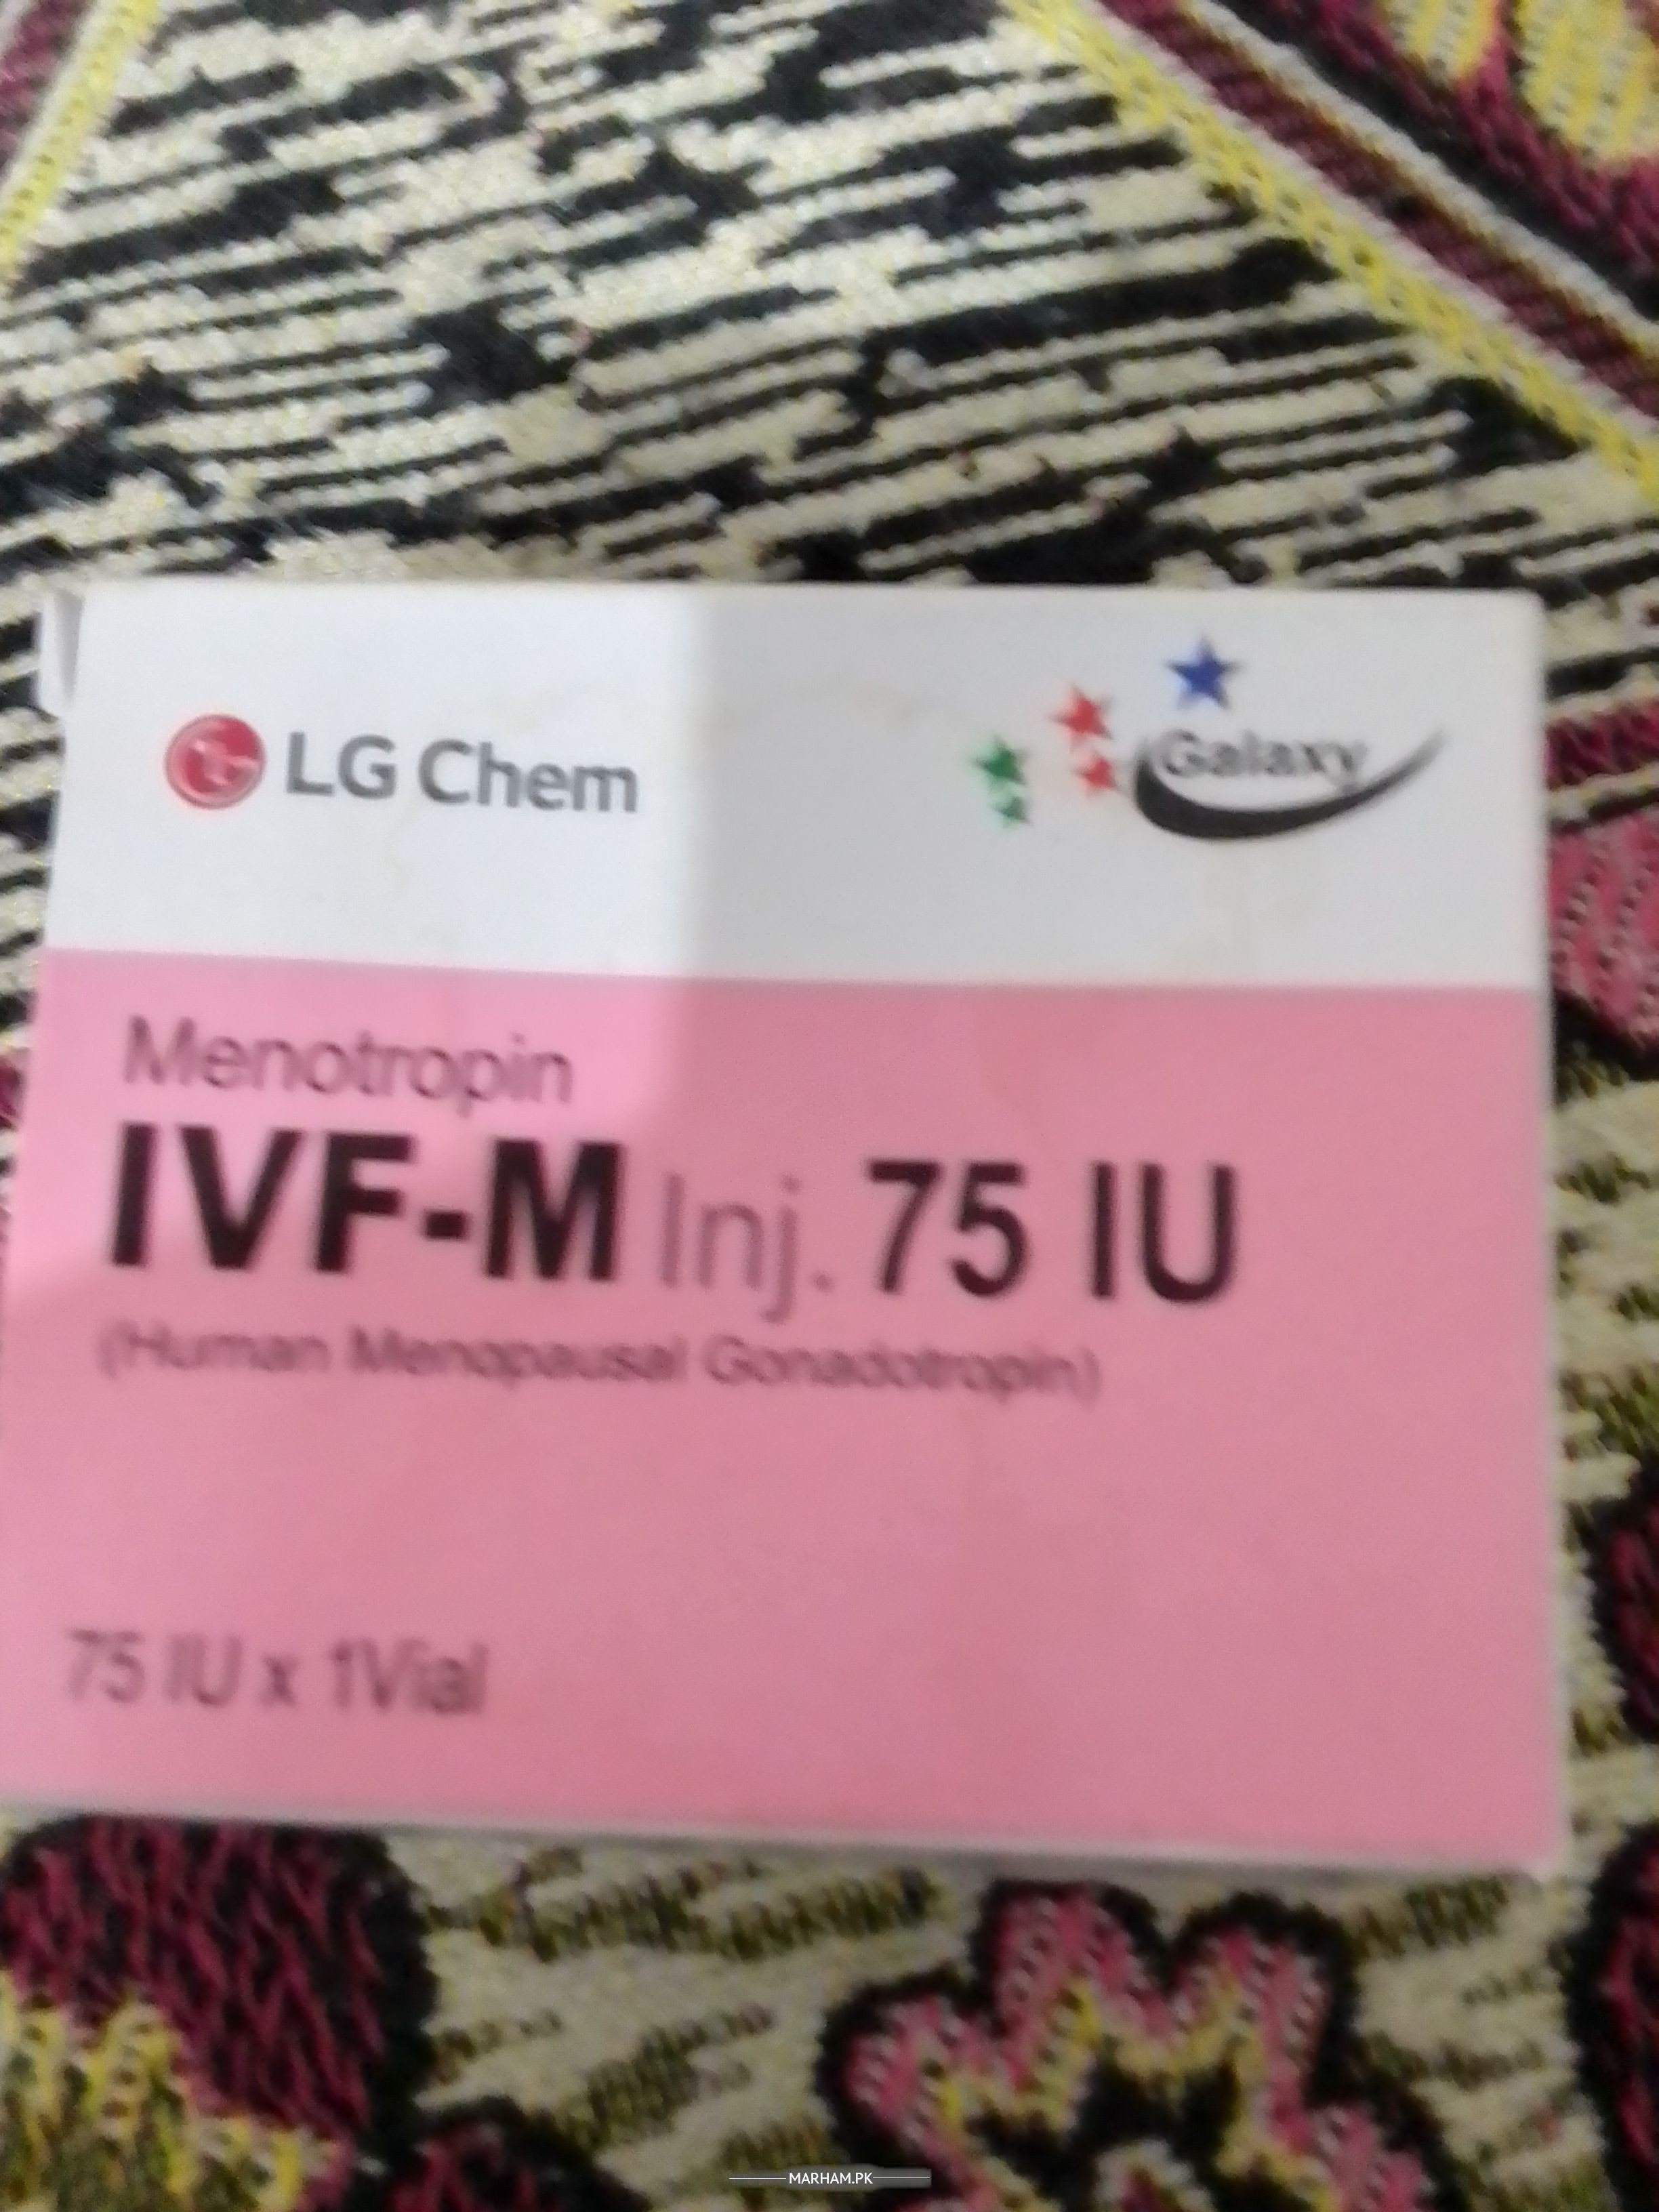 LG Chem
Galaxy
Menotropin
IVF-M Inj. 75 IU
(Human Menopausal Gonadotropin)
75 IU x 1Vial
MARHAM.PK